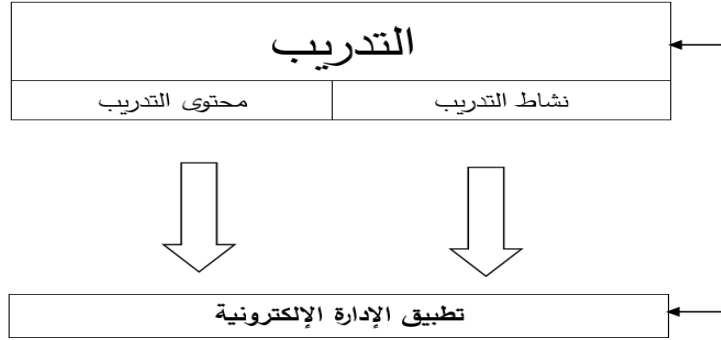 التدريب
نشاط التدريب
محتوى التدريب
تطبيق الإدارة الإلكترونية